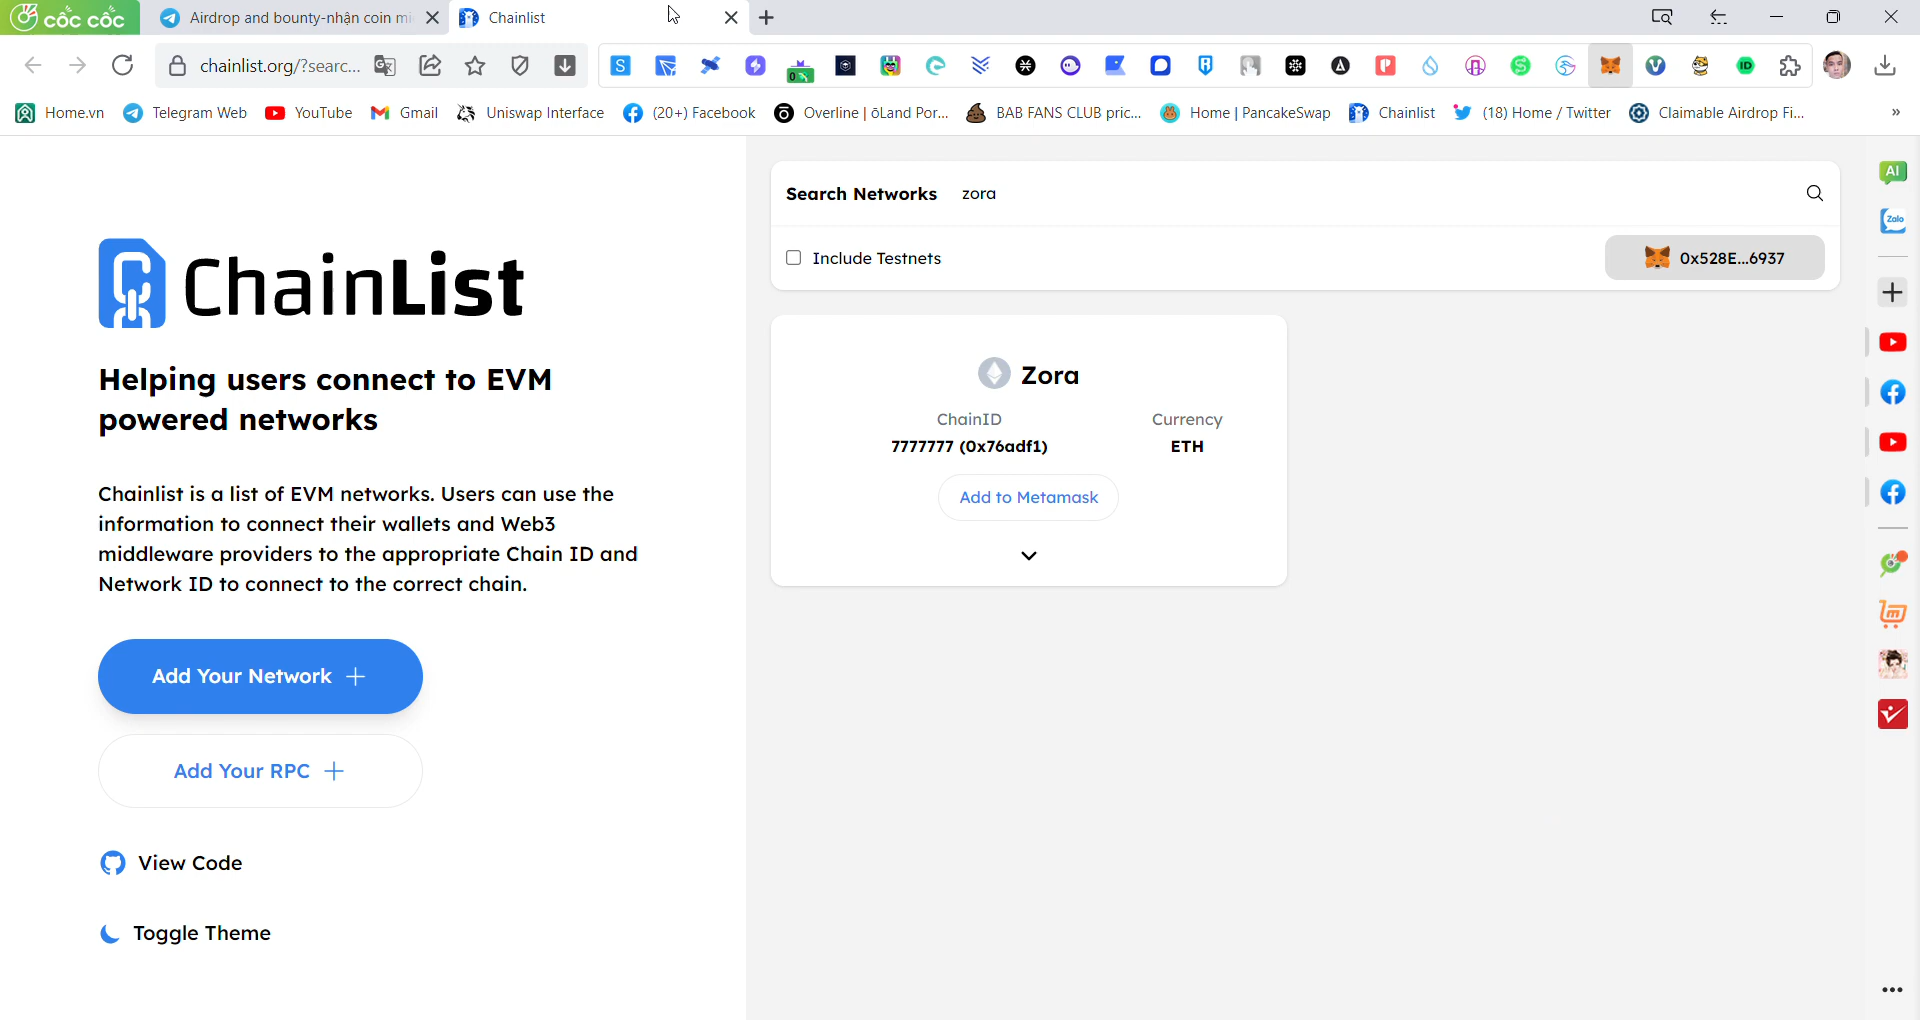 cốc cốc
Airdrop and bounty-nhận coin mi
Chainlist
chainlist.org/?searc...
Home.vn
Telegram Web
YouTube
Gmail
Uniswap Interface
(20+) Facebook
Overline | ōLand Por...
BAB FANS CLUB pric...
Home | PancakeSwap
Chainlist
(18) Home / Twitter
Claimable Airdrop Fi...
»
AI
Zalo
Search Networks zora
Include Testnets
0x528E...6937
ChainList
Helping users connect to EVM
powered networks
Chainlist is a list of EVM networks. Users can use the
information to connect their wallets and Web3
middleware providers to the appropriate Chain ID and
Network ID to connect to the correct chain.
Add Your Network +
Add Your RPC +
View Code
Toggle Theme
Zora
ChainID Currency
7777777 (0x76adf1) ETH
Add to Metamask